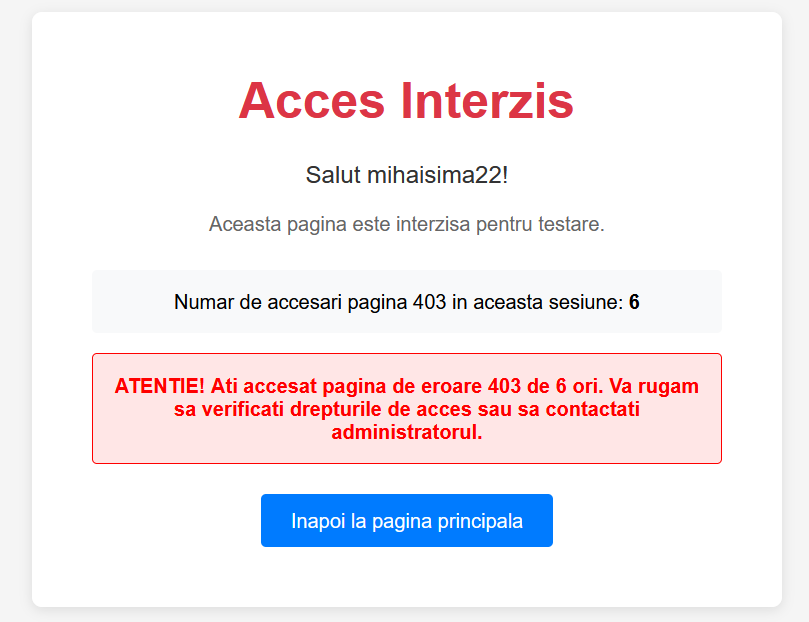 Acces Interzis
Salut mihaisima22!
Aceasta pagina este interzisa pentru testare.
Numar de accesari pagina 403 in aceasta sesiune: 6
ATENTIE! Ati accesat pagina de eroare 403 de 6 ori. Va rugam
sa verificati drepturile de acces sau sa contactati
administratorul.
Inapoi la pagina principala